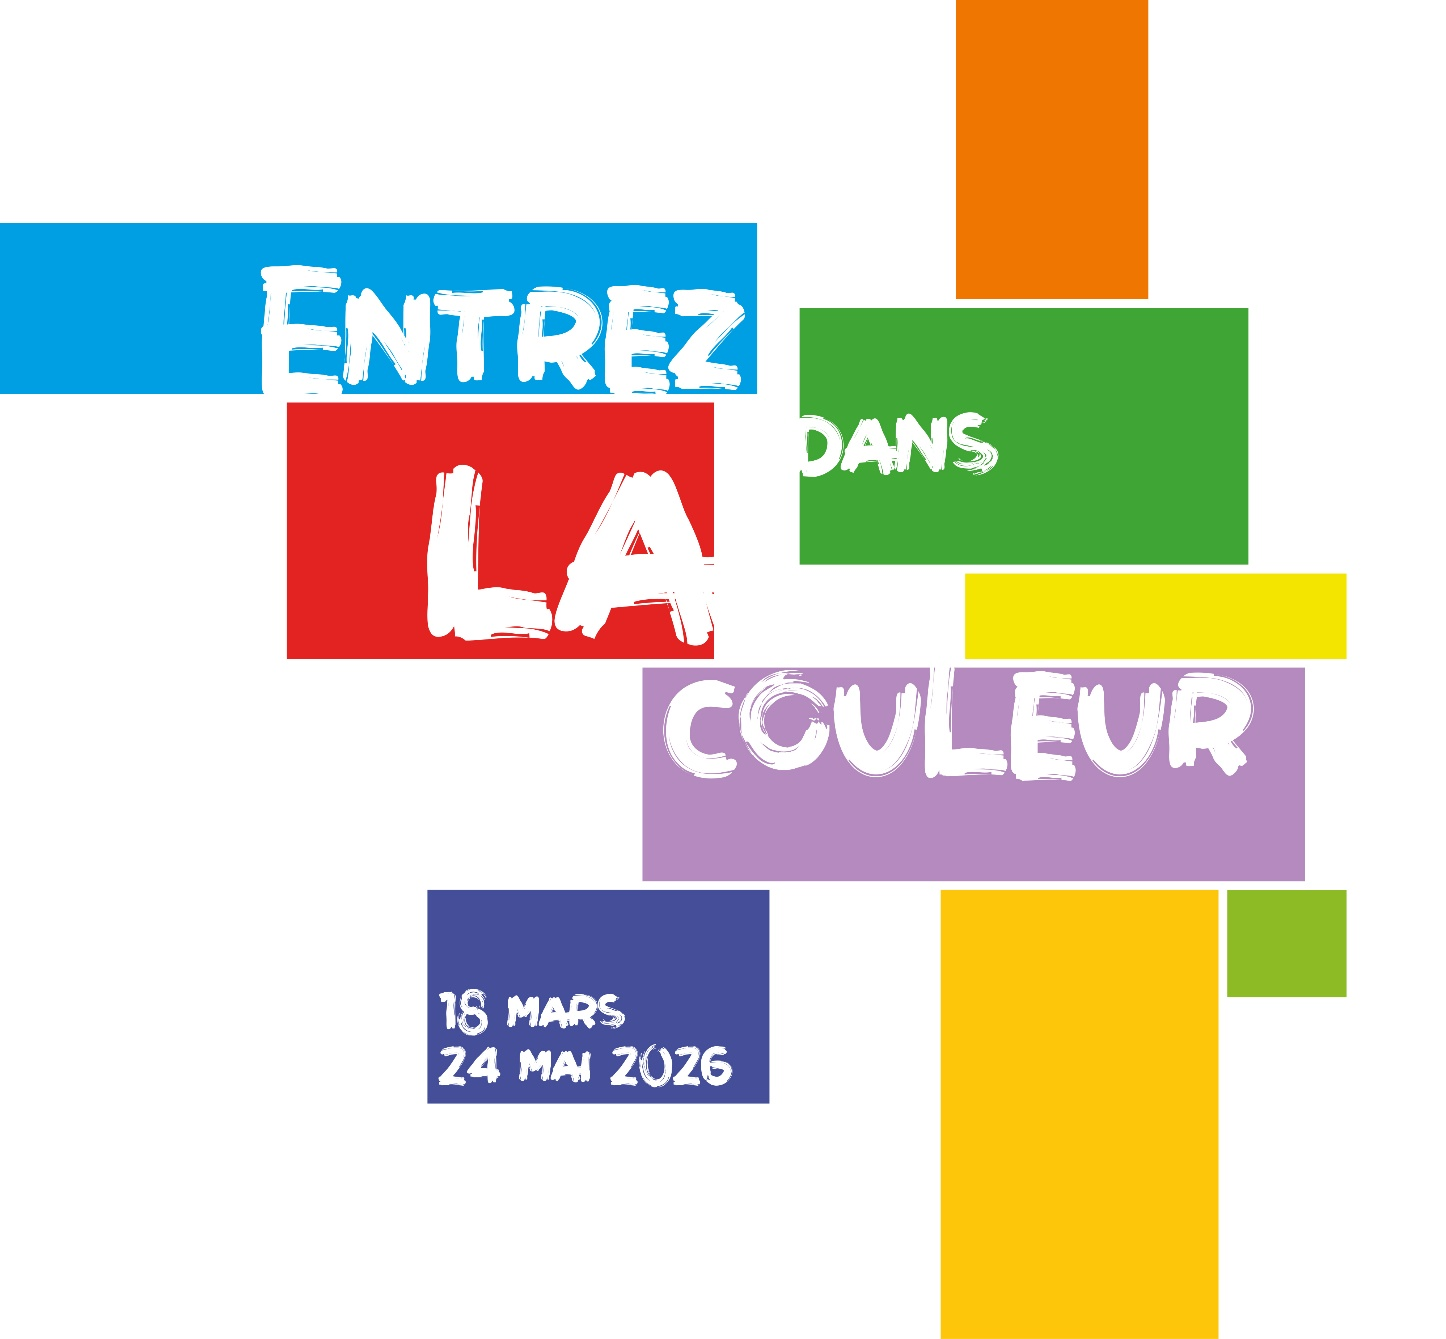 ENTREZ
DANS
LA
COULEUR
18 MARS
24 MAI 2026